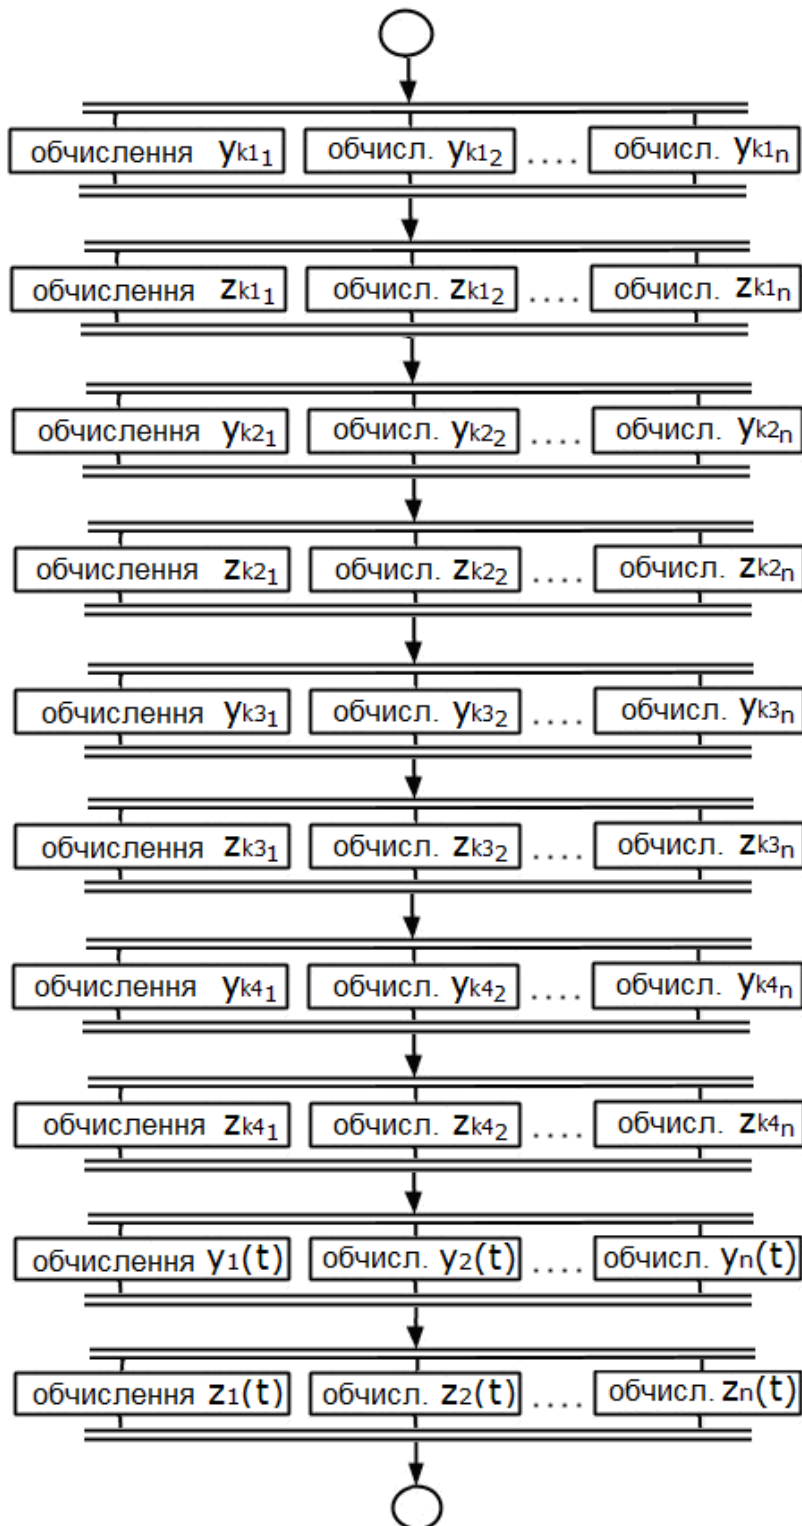 обчислення yk1₁ обчисл. yk1₂ .... обчисл. yk1ₙ
обчислення zk1₁ обчисл. zk1₂ .... обчисл. zk1ₙ
обчислення yk2₁ обчисл. yk2₂ .... обчисл. yk2ₙ
обчислення zk2₁ обчисл. zk2₂ .... обчисл. zk2ₙ
обчислення yk3₁ обчисл. yk3₂ .... обчисл. yk3ₙ
обчислення zk3₁ обчисл. zk3₂ .... обчисл. zk3ₙ
обчислення yk4₁ обчисл. yk4₂ .... обчисл. yk4ₙ
обчислення zk4₁ обчисл. zk4₂ .... обчисл. zk4ₙ
обчислення y₁(t) обчисл. y₂(t) .... обчисл. yₙ(t)
обчислення z₁(t) обчисл. z₂(t) .... обчисл. zₙ(t)